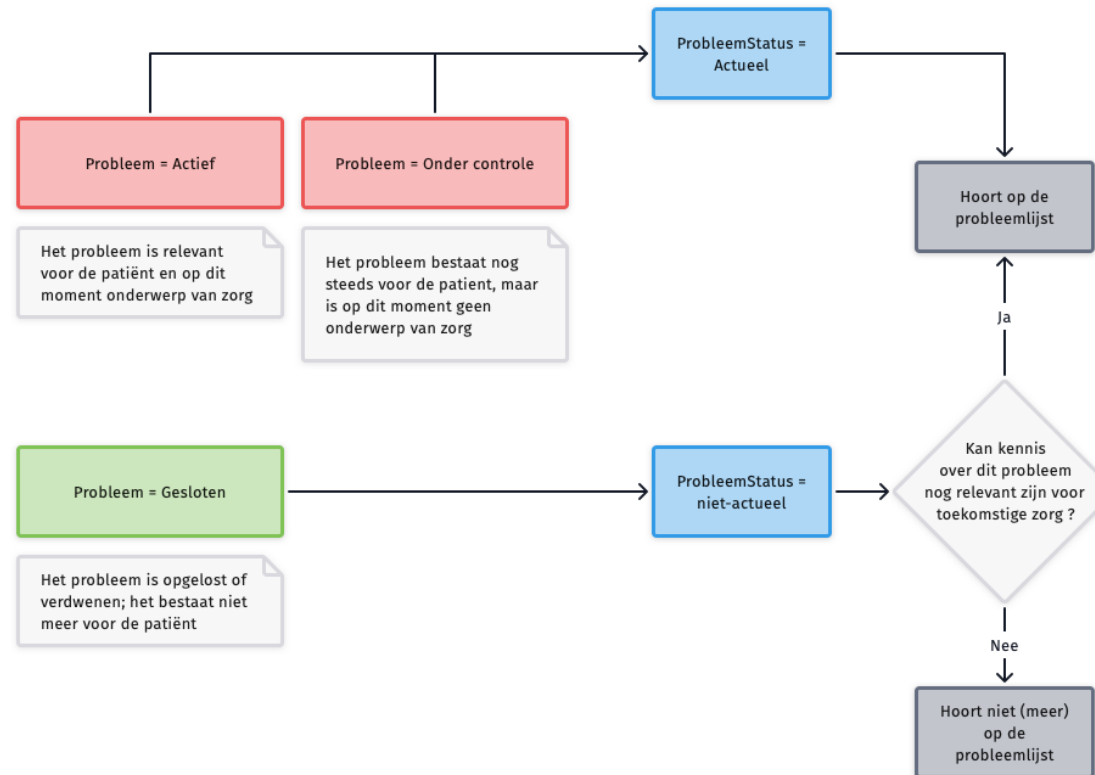 ProbleemStatus =
Actueel
Probleem = Actief
Probleem = Onder controle
Hoort op de
probleemlijst
Het probleem is relevant
voor de patiënt en op dit
moment onderwerp van zorg
Het probleem bestaat nog
steeds voor de patient, maar
is op dit moment geen
onderwerp van zorg
Ja
Kan kennis
over dit probleem
nog relevant zijn voor
toekomstige zorg ?
Probleem = Gesloten
ProbleemStatus =
niet-actueel
Het probleem is opgelost of
verdwenen; het bestaat niet
meer voor de patiënt
Nee
Hoort niet (meer)
op de
probleemlijst